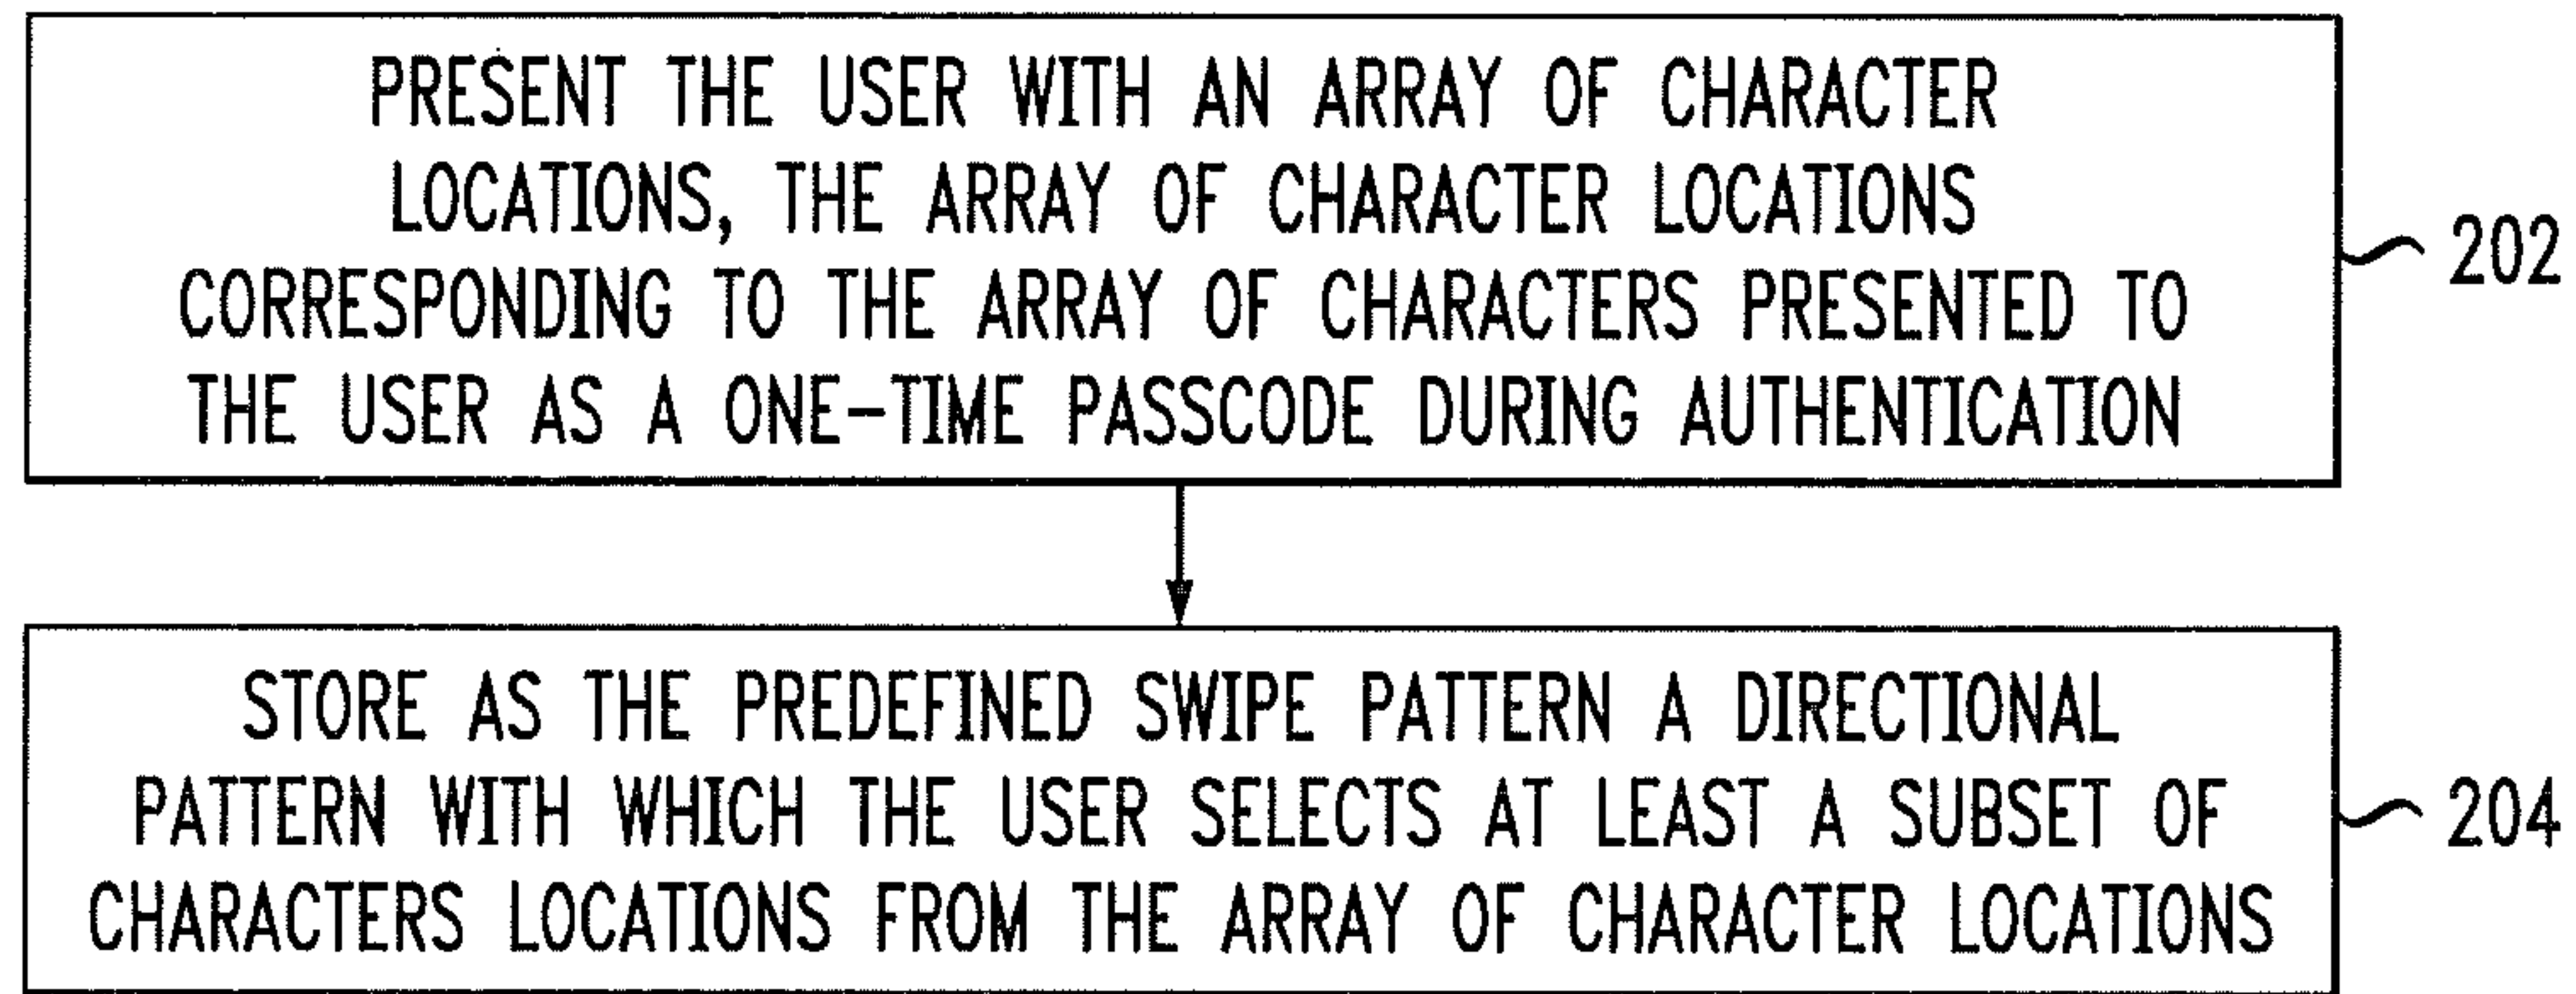 PRESENT THE USER WITH AN ARRAY OF CHARACTER
LOCATIONS, THE ARRAY OF CHARACTER LOCATIONS
CORRESPONDING TO THE ARRAY OF CHARACTERS PRESENTED TO
THE USER AS A ONE-TIME PASSCODE DURING AUTHENTICATION
202
STORE AS THE PREDEFINED SWIPE PATTERN A DIRECTIONAL
PATTERN WITH WHICH THE USER SELECTS AT LEAST A SUBSET OF
CHARACTERS LOCATIONS FROM THE ARRAY OF CHARACTER LOCATIONS
204